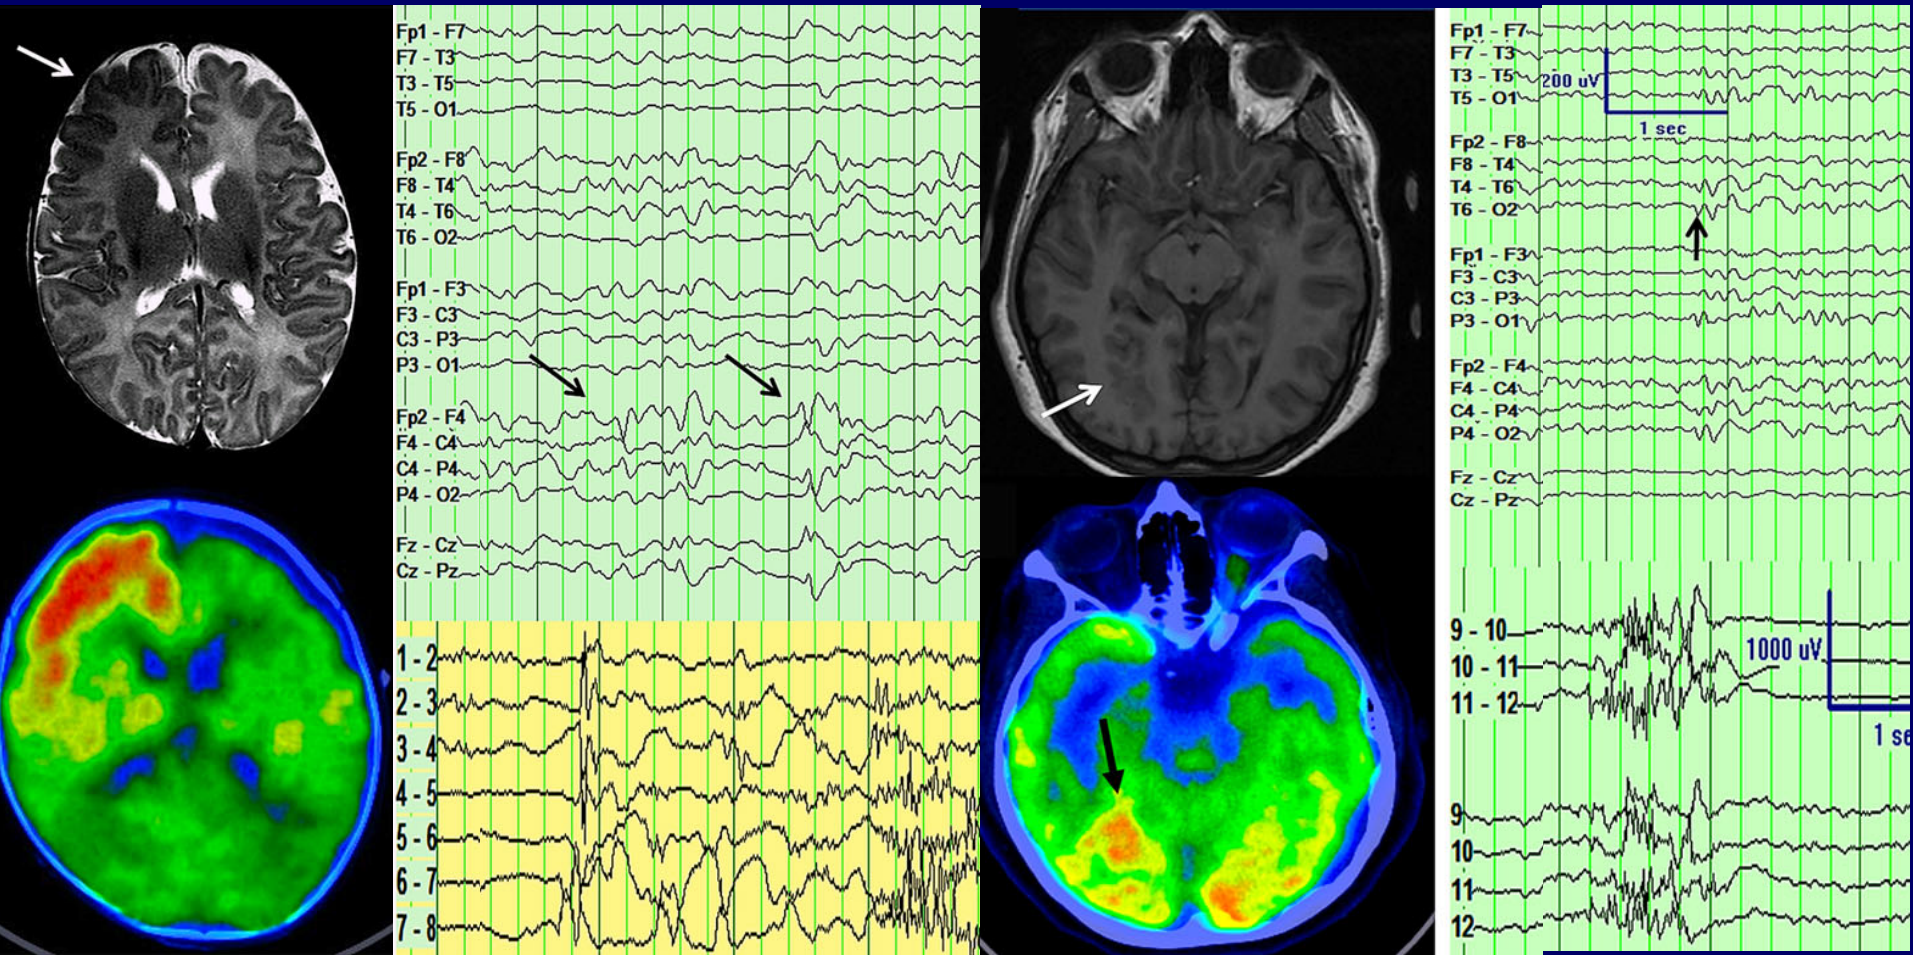 Fp1 - F7
F7 - T3
T3 - T5
T5 - O1
Fp2 - F8
F8 - T4
T4 - T6
T6 - O2
Fp1 - F3
F3 - C3
C3 - P3
P3 - O1
Fp2 - F4
F4 - C4
C4 - P4
P4 - O2
Fz - Cz
Cz - Pz
1 - 2
2 - 3
3 - 4
4 - 5
5 - 6
6 - 7
7 - 8
Fp1 - F7
F7 - T3
T3 - T5
200 uV
T5 - O1
1 sec
Fp2 - F8
F8 - T4
T4 - T6
T6 - O2
Fp1 - F3
F3 - C3
C3 - P3
P3 - O1
Fp2 - F4
F4 - C4
C4 - P4
P4 - O2
Fz - Cz
Cz - Pz
9 - 10
10 - 11
1000 uV
11 - 12
1 se
9
10
11
12